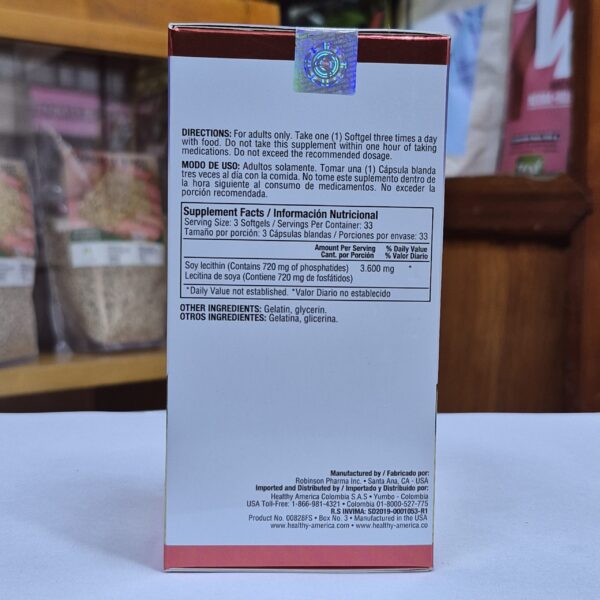 DIRECTIONS: For adults only. Take one (1) Softgel three times a day
with food. Do not take this supplement within one hour of taking
medications. Do not exceed the recommended dosage.
MODO DE USO: Adultos solamente. Tomar una (1) Cápsula blanda
tres veces al día con la comida. No tome este suplemento dentro de
la hora siguiente al consumo de medicamentos. No exceder la
porción recomendada.
Supplement Facts / Información Nutricional
Serving Size: 3 Softgels / Servings Per Container: 33
Tamaño por porción: 3 Cápsulas blandas / Porciones por envase: 33
Amount Per Serving % Daily Value
Cant. por Porción % Valor Diario
Soy lecithin (Contains 720 mg of phosphatides) 3.600 mg *
Lecitina de soya (Contiene 720 mg de fosfátidos)
*Daily Value not established. *Valor Diario no establecido
OTHER INGREDIENTS: Gelatin, glycerin.
OTROS INGREDIENTES: Gelatina, glicerina.
Manufactured by / Fabricado por:
Robinson Pharma Inc. • Santa Ana, CA - USA
Imported and Distributed by / Importado y Distribuido por:
Healthy America Colombia S.A.S • Yumbo - Colombia
USA Toll-Free: 1-866-981-4321 • Colombia 01-8000-527-775
R.S INVIMA: SD2019-0001053-R1
Product No. 00828FS • Box No. 3 • Manufactured in the USA
www.healthy-america.com • www.healthy-america.co